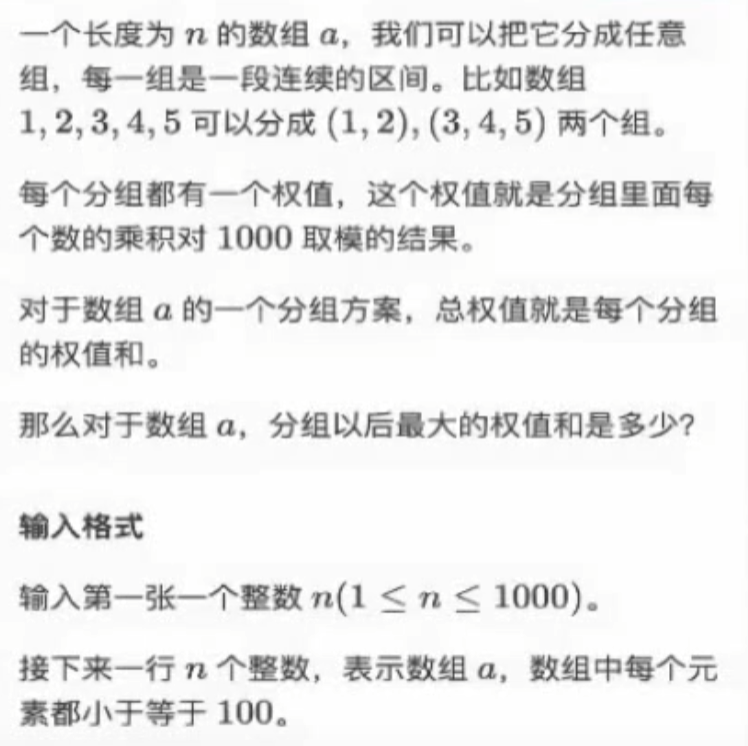 一个长度为 n 的数组 a，我们可以把它分成任意
组，每一组是一段连续的区间。比如数组
1, 2, 3, 4, 5 可以分成 (1, 2), (3, 4, 5) 两个组。
每个分组都有一个权值，这个权值就是分组里面每
个数的乘积对 1000 取模的结果。
对于数组 a 的一个分组方案，总权值就是每个分组
的权值和。
那么对于数组 a，分组以后最大的权值和是多少？
输入格式
输入第一张一个整数 n(1 ≤ n ≤ 1000)。
接下来一行 n 个整数，表示数组 a，数组中每个元
素都小于等于 100。